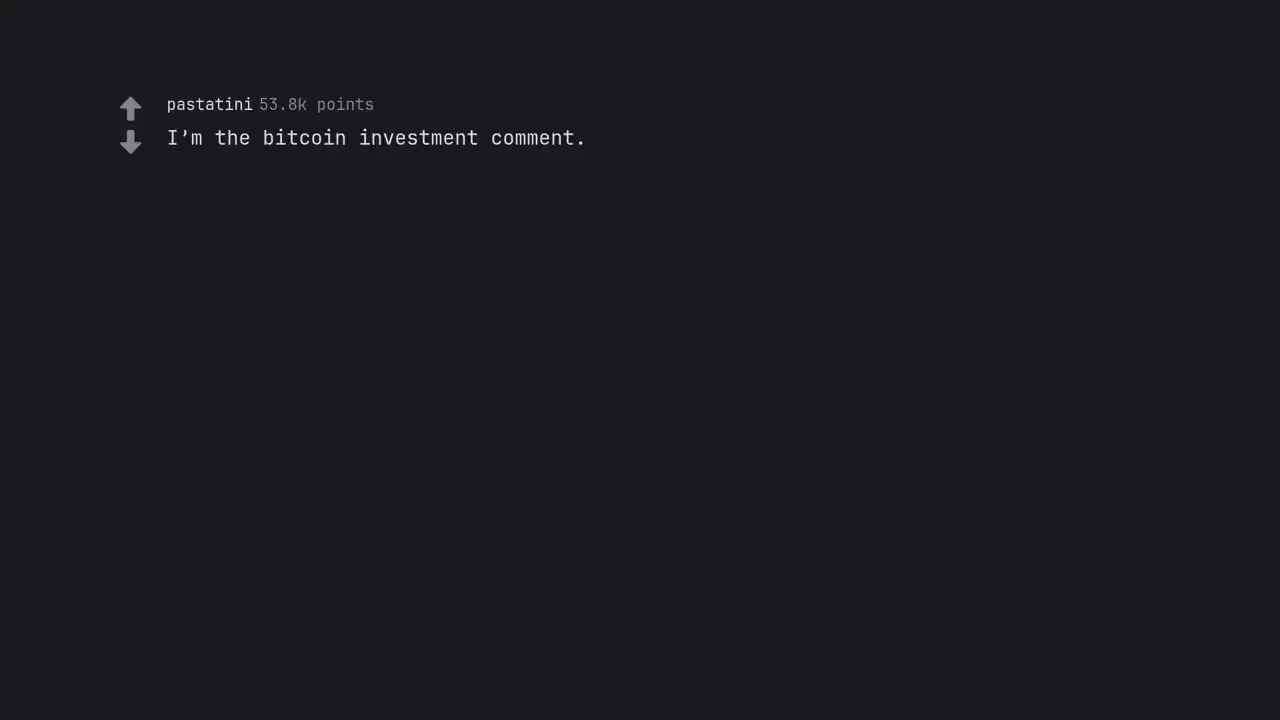 pastatini 53.8k points
I’m the bitcoin investment comment.